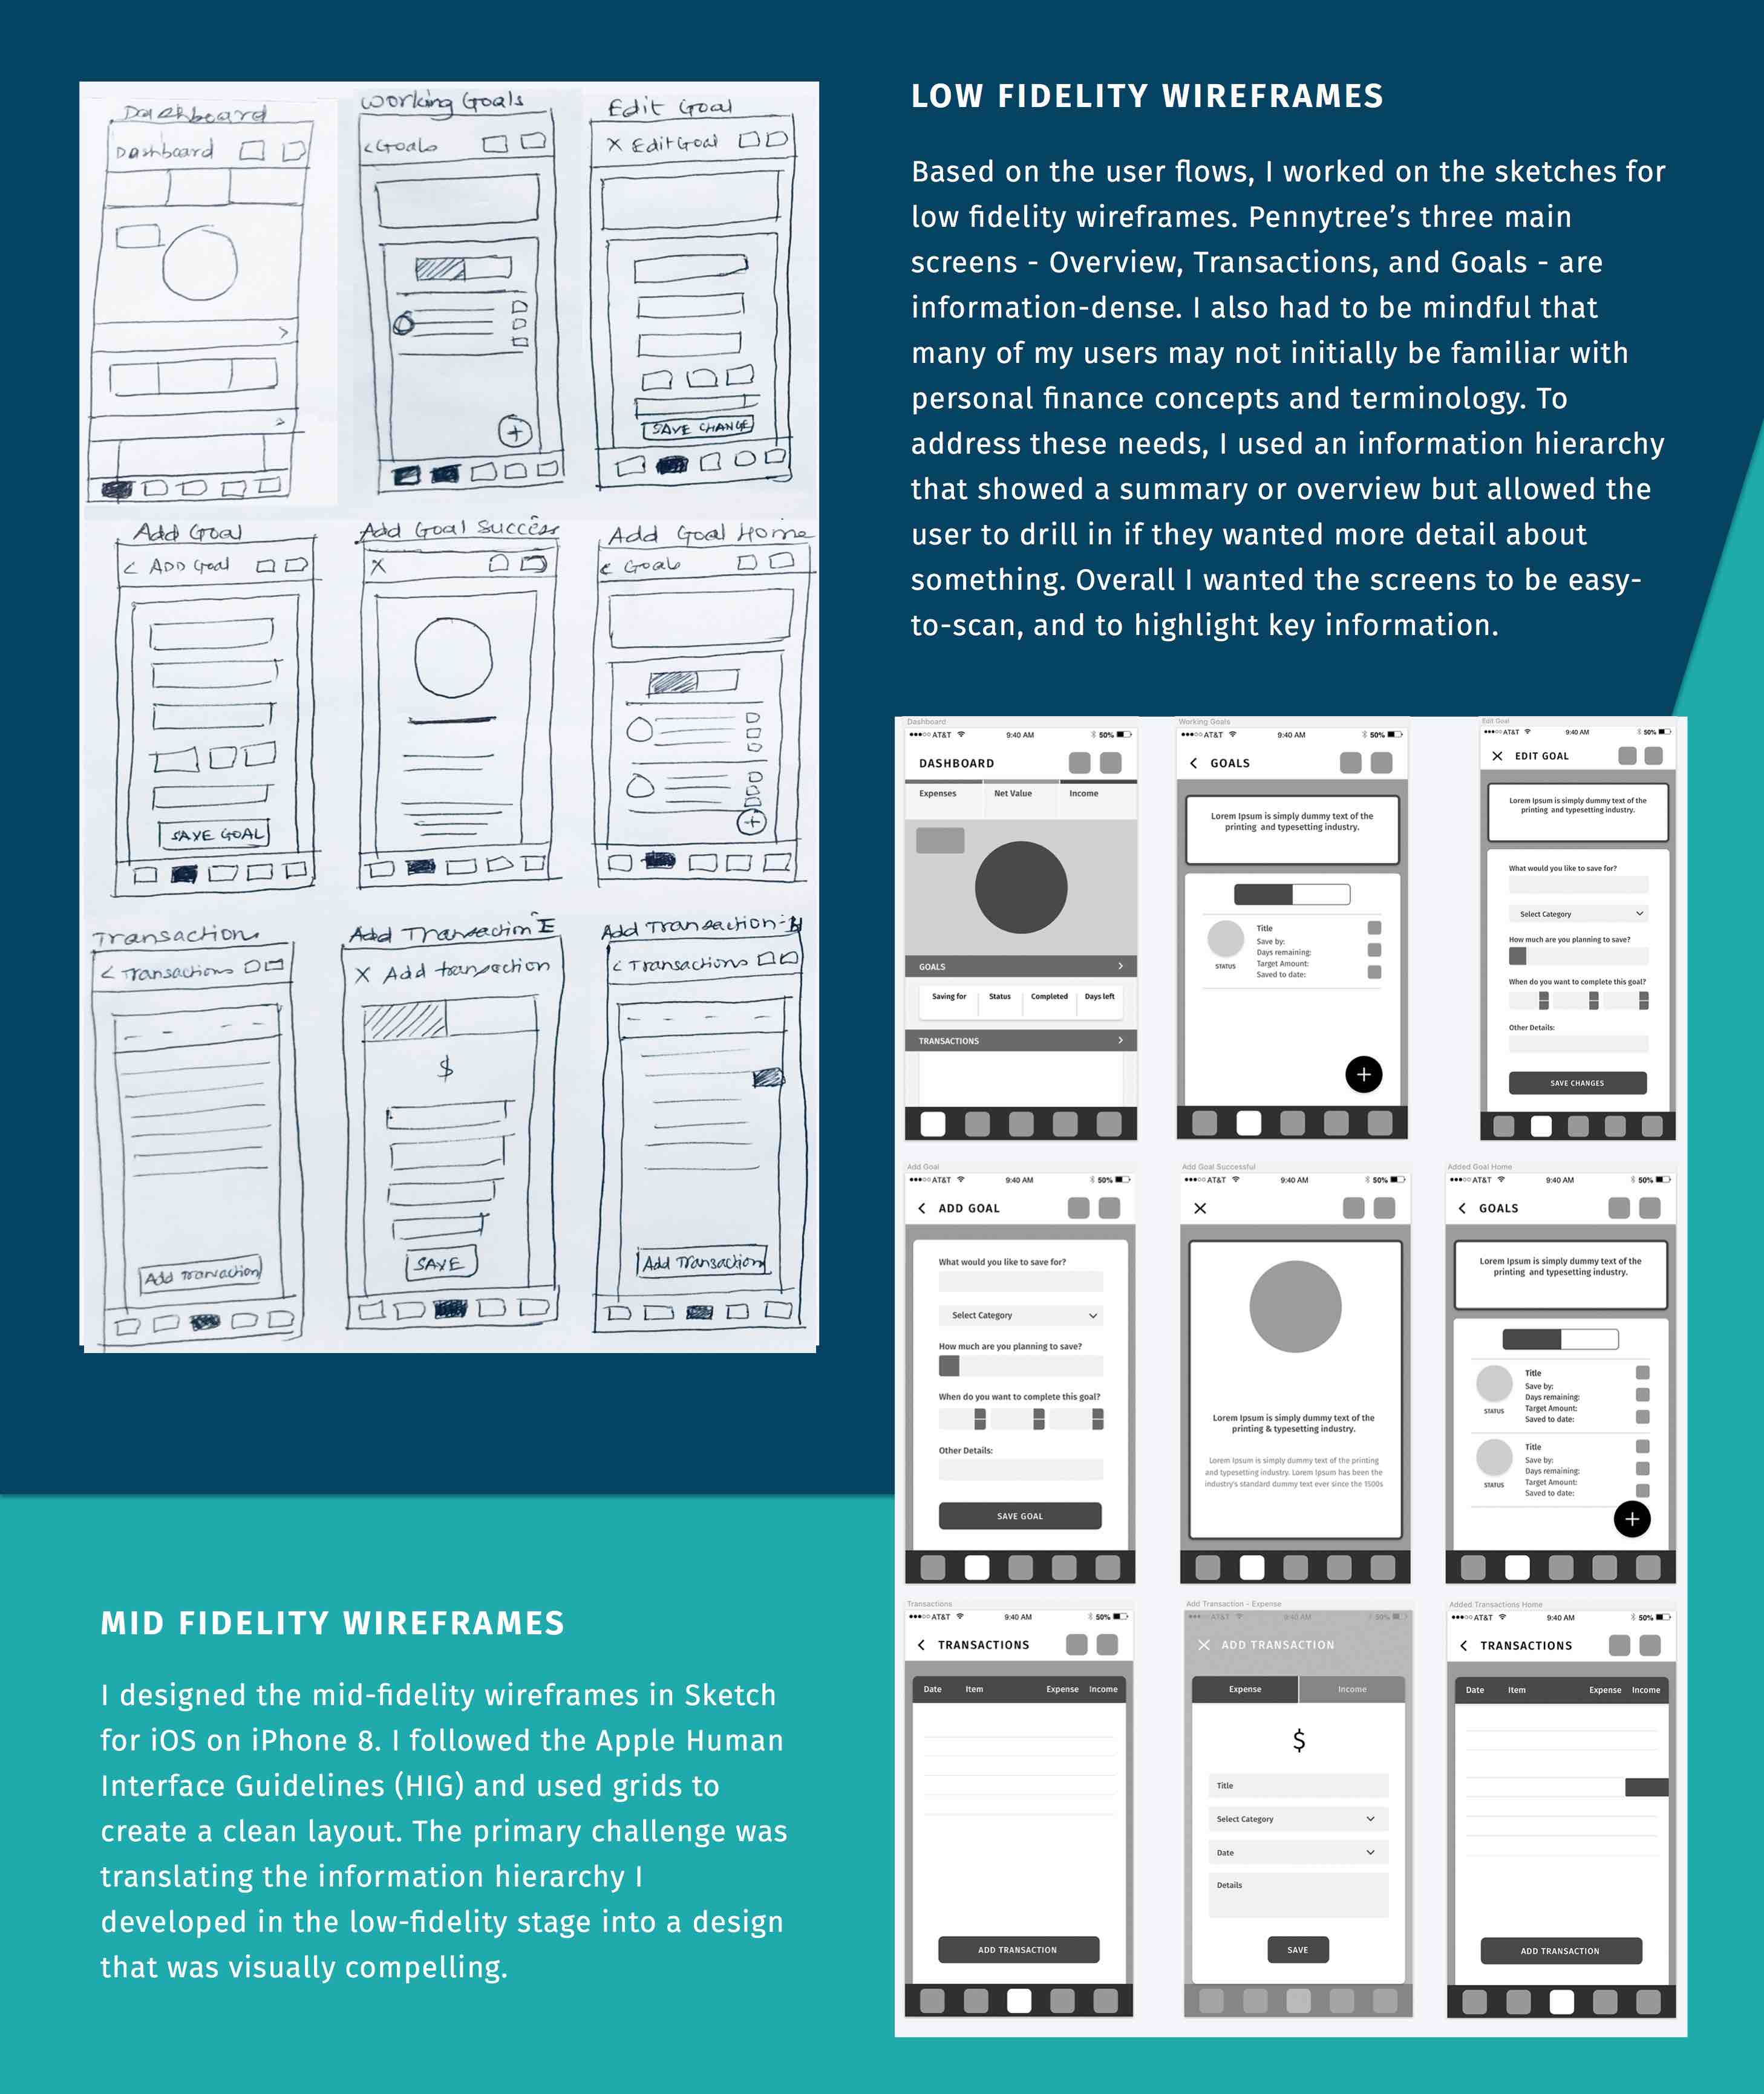 Dashboard
Dashboard
Working Goals
< Goals
Edit Goal
X Edit Goal
SAVE CHANGE
Add Goal
< ADD Goal
SAVE GOAL
Add Goal Success
X
Add Goal Home
< Goals
+
Transaction
< Transactions
Add Transaction
Add Transaction E
X Add transaction
$
SAVE
Add Transaction-H
< Transactions
Add Transaction
LOW FIDELITY WIREFRAMES
Based on the user flows, I worked on the sketches for
low fidelity wireframes. Pennytree’s three main
screens - Overview, Transactions, and Goals - are
information-dense. I also had to be mindful that
many of my users may not initially be familiar with
personal finance concepts and terminology. To
address these needs, I used an information hierarchy
that showed a summary or overview but allowed the
user to drill in if they wanted more detail about
something. Overall I wanted the screens to be easy-
to-scan, and to highlight key information.
Dashboard
AT&T 9:40 AM 50%
DASHBOARD
Expenses Net Value Income
GOALS
Saving for Status Completed Days left
TRANSACTIONS
Working Goals
AT&T 9:40 AM 50%
GOALS
Lorem Ipsum is simply dummy text of the
printing and typesetting industry.
Title
Save by:
Days remaining:
Target Amount:
Saved to date:
STATUS
Edit Goal
AT&T 9:40 AM 50%
EDIT GOAL
Lorem Ipsum is simply dummy text of the
printing and typesetting industry.
What would you like to save for?
Select Category
How much are you planning to save?
When do you want to complete this goal?
Other Details:
SAVE CHANGES
Add Goal
AT&T 9:40 AM 50%
ADD GOAL
What would you like to save for?
Select Category
How much are you planning to save?
When do you want to complete this goal?
Other Details:
SAVE GOAL
Add Goal Successful
AT&T 9:40 AM 50%
Lorem Ipsum is simply dummy text of the
printing & typesetting industry.
Lorem Ipsum is simply dummy text of the printing
and typesetting industry. Lorem Ipsum has been the
industry's standard dummy text ever since the 1500s
Added Goal Home
AT&T 9:40 AM 50%
GOALS
Lorem Ipsum is simply dummy text of the
printing and typesetting industry.
Title
Save by:
Days remaining:
Target Amount:
Saved to date:
STATUS
Title
Save by:
Days remaining:
Target Amount:
Saved to date:
STATUS
Transactions
AT&T 9:40 AM 50%
TRANSACTIONS
Date Item Expense Income
ADD TRANSACTION
Add Transaction - Expense
AT&T 9:40 AM 50%
ADD TRANSACTION
Expense Income
$
Title
Select Category
Date
Details
SAVE
Added Transactions Home
AT&T 9:40 AM 50%
TRANSACTIONS
Date Item Expense Income
ADD TRANSACTION
MID FIDELITY WIREFRAMES
I designed the mid-fidelity wireframes in Sketch
for iOS on iPhone 8. I followed the Apple Human
Interface Guidelines (HIG) and used grids to
create a clean layout. The primary challenge was
translating the information hierarchy I
developed in the low-fidelity stage into a design
that was visually compelling.